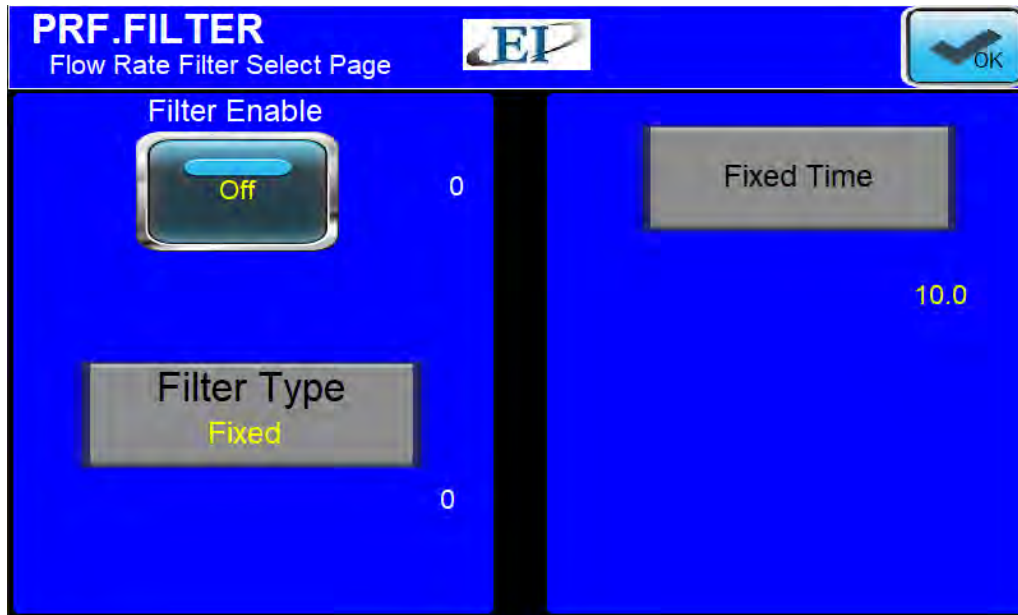 PRF.FILTER
Flow Rate Filter Select Page
EI
OK
Filter Enable
Off
0
Filter Type
Fixed
0
Fixed Time
10.0